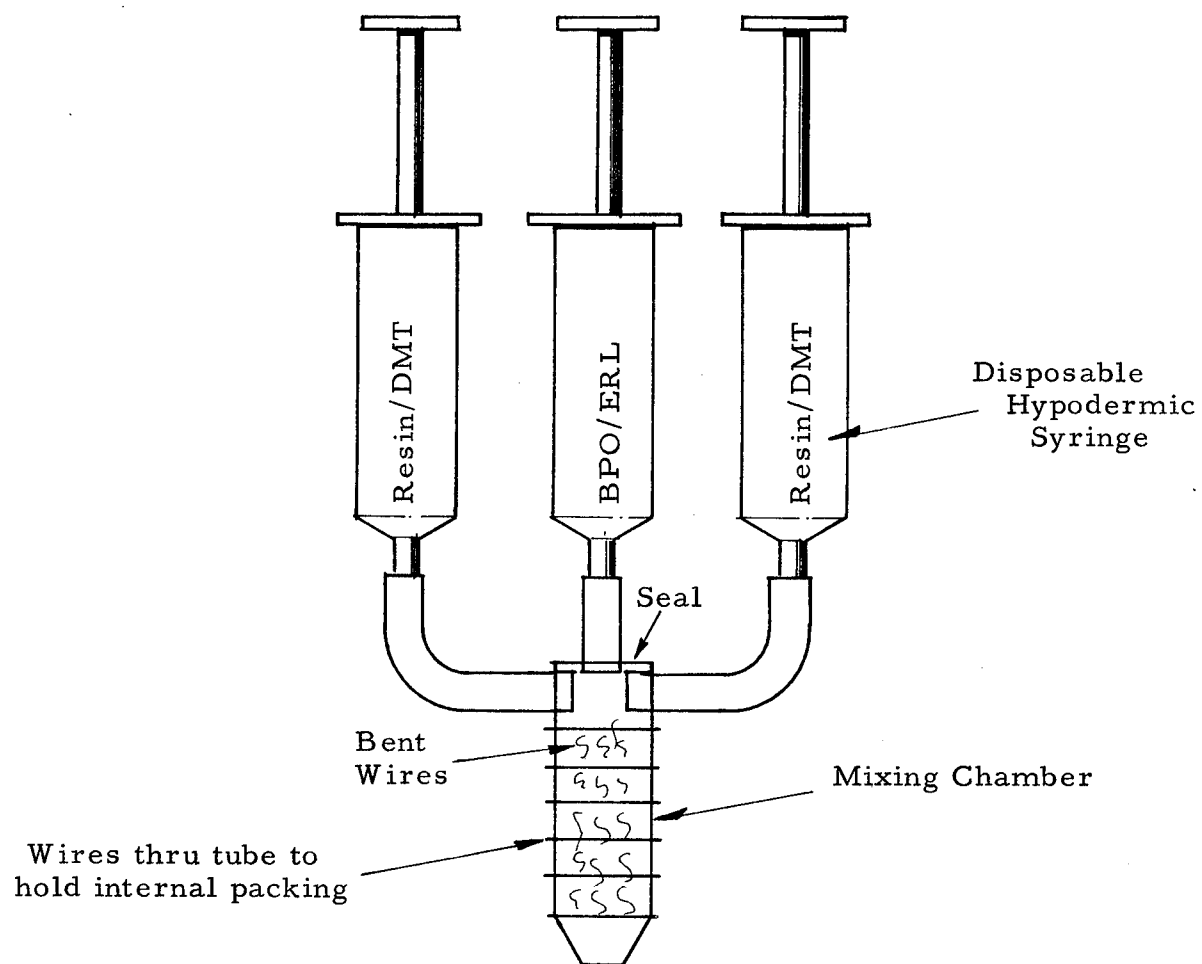 Resin/DMT
BPO/ERL
Resin/DMT
Disposable
Hypodermic
Syringe
Seal
Bent
Wires
Mixing Chamber
Wires thru tube to
hold internal packing